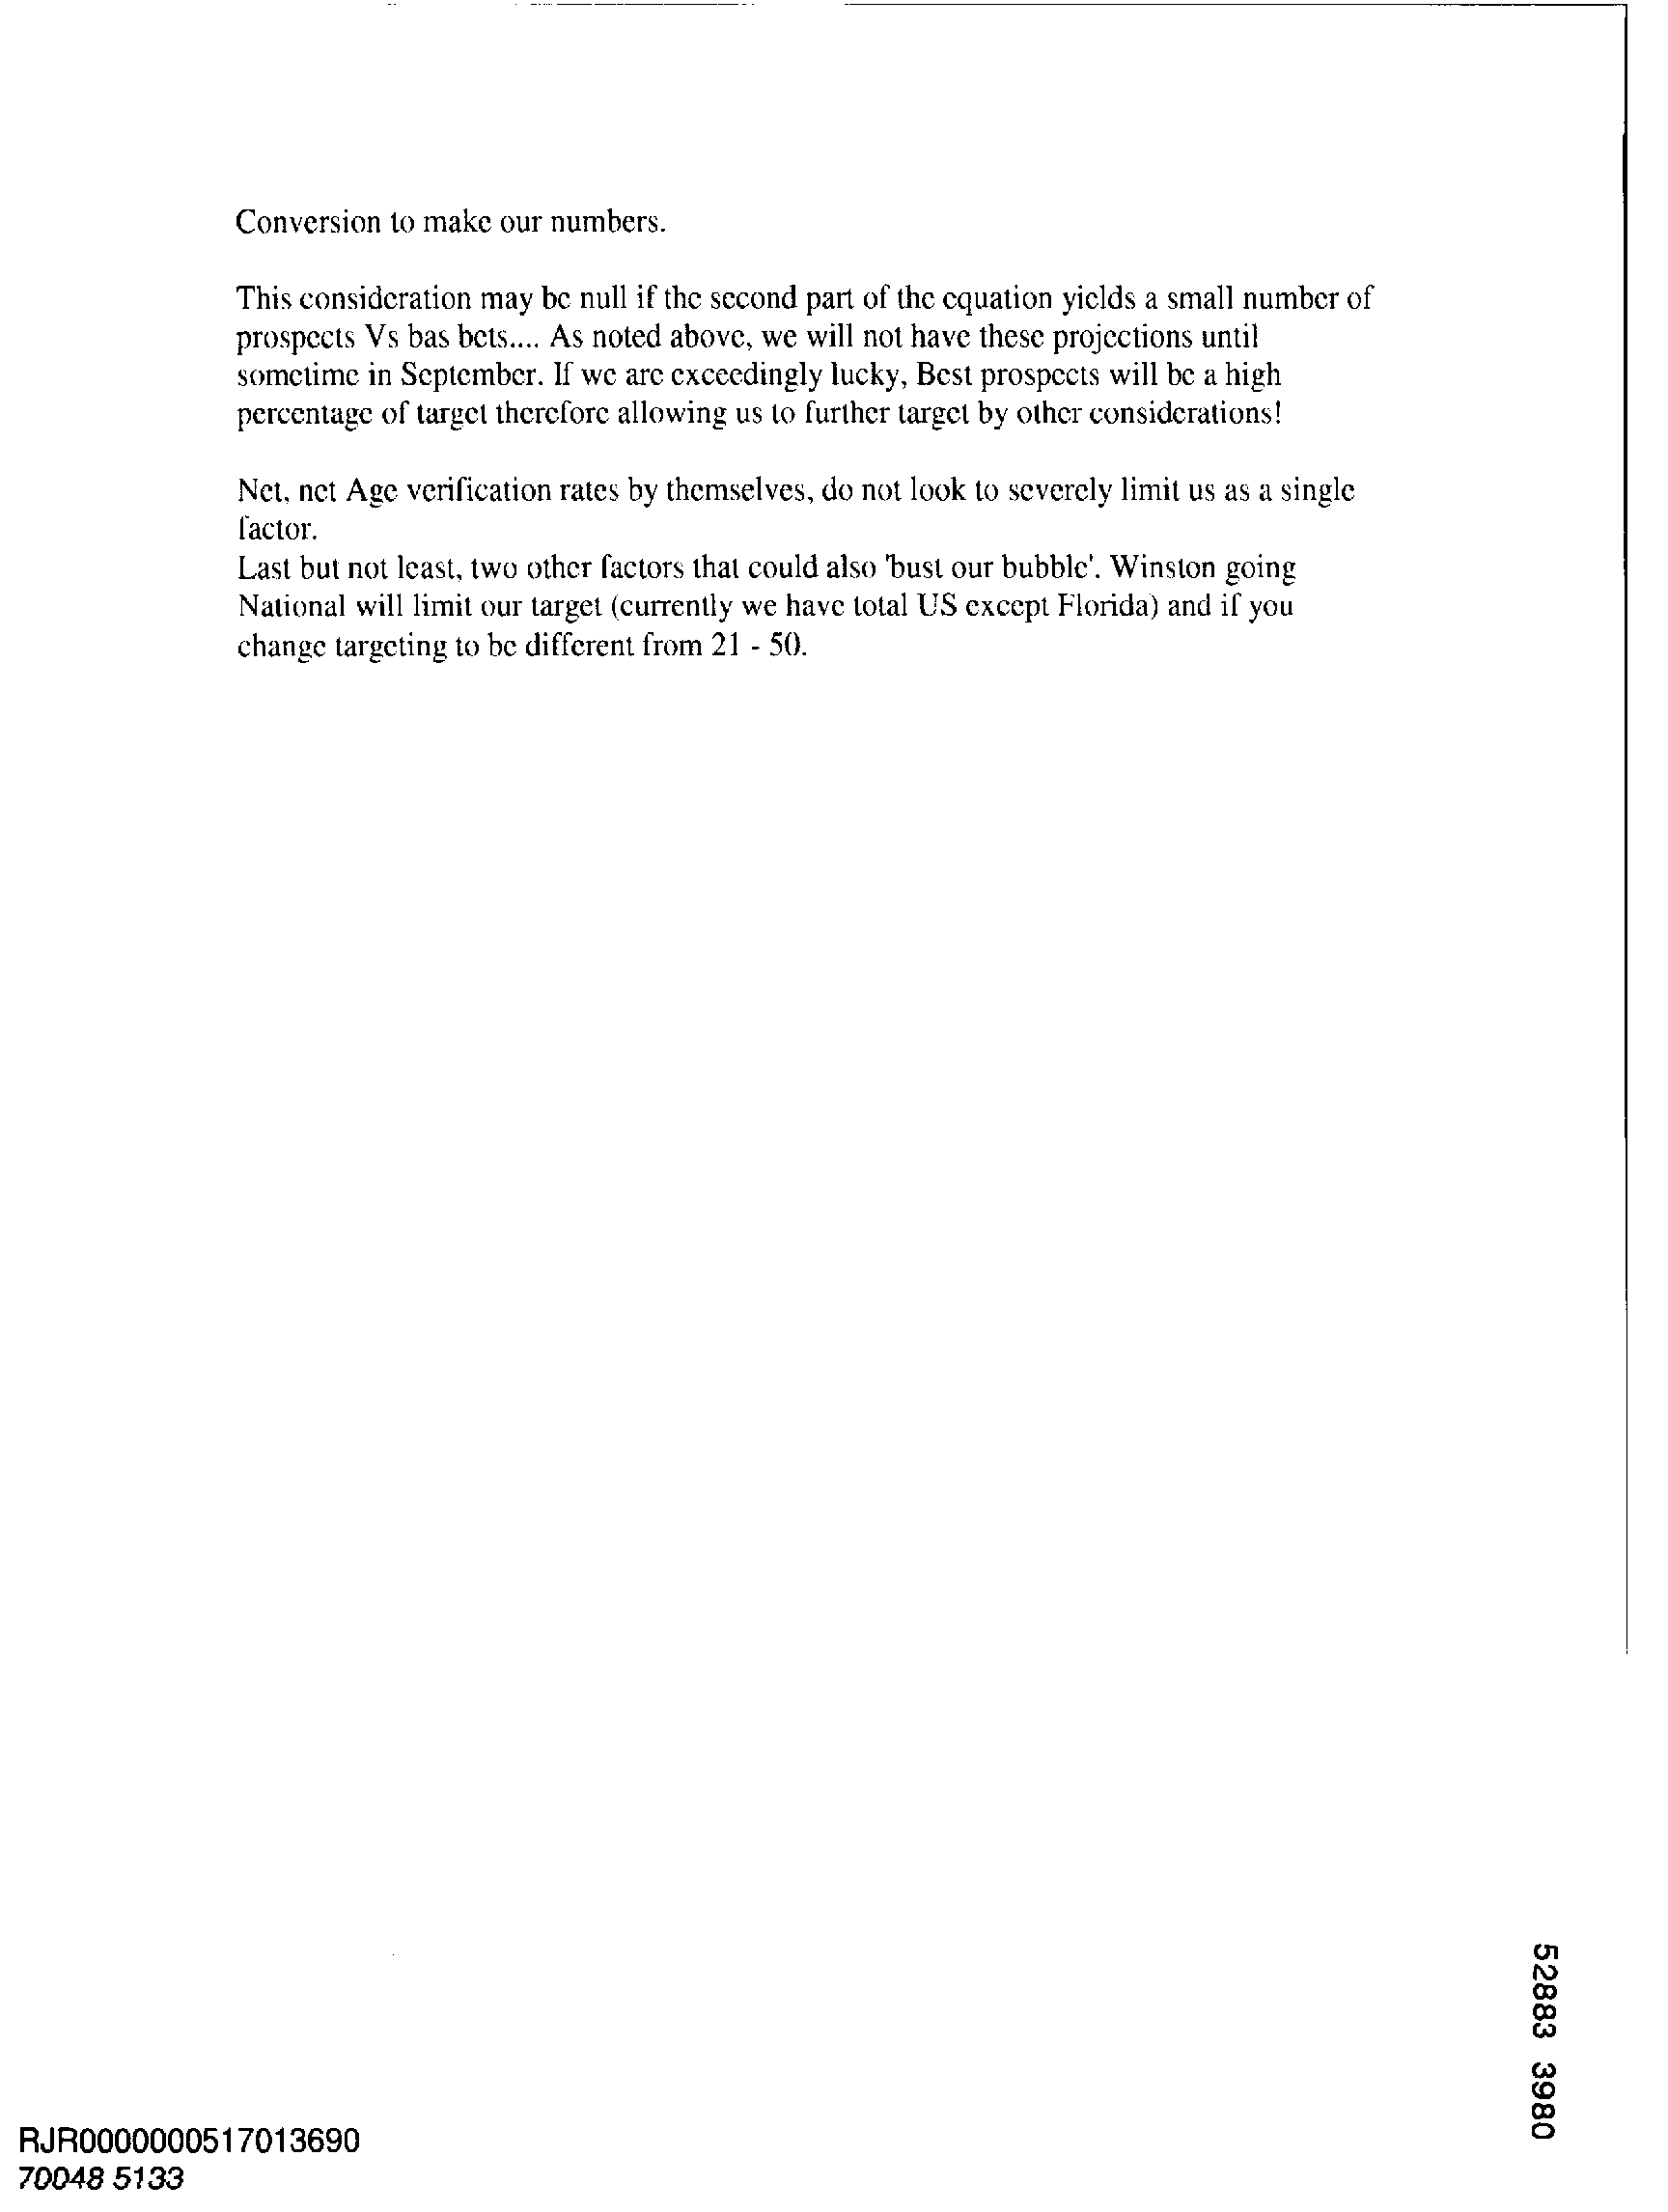 Conversion to make our numbers.
This consideration may be null if the second part of the equation yields a small number of
prospects Vs bas bets.... As noted above, we will not have these projections until
sometime in September. If we are exceedingly lucky, Best prospects will be a high
percentage of target therefore allowing us to further target by other considerations!
Net, net Age verification rates by themselves, do not look to severely limit us as a single
factor.
Last but not least, two other factors that could also 'bust our bubble'. Winston going
National will limit our target (currently we have total US except Florida) and if you
change targeting to be different from 21 - 50.
52883 3980
RJR0000000517013690
70048 5133